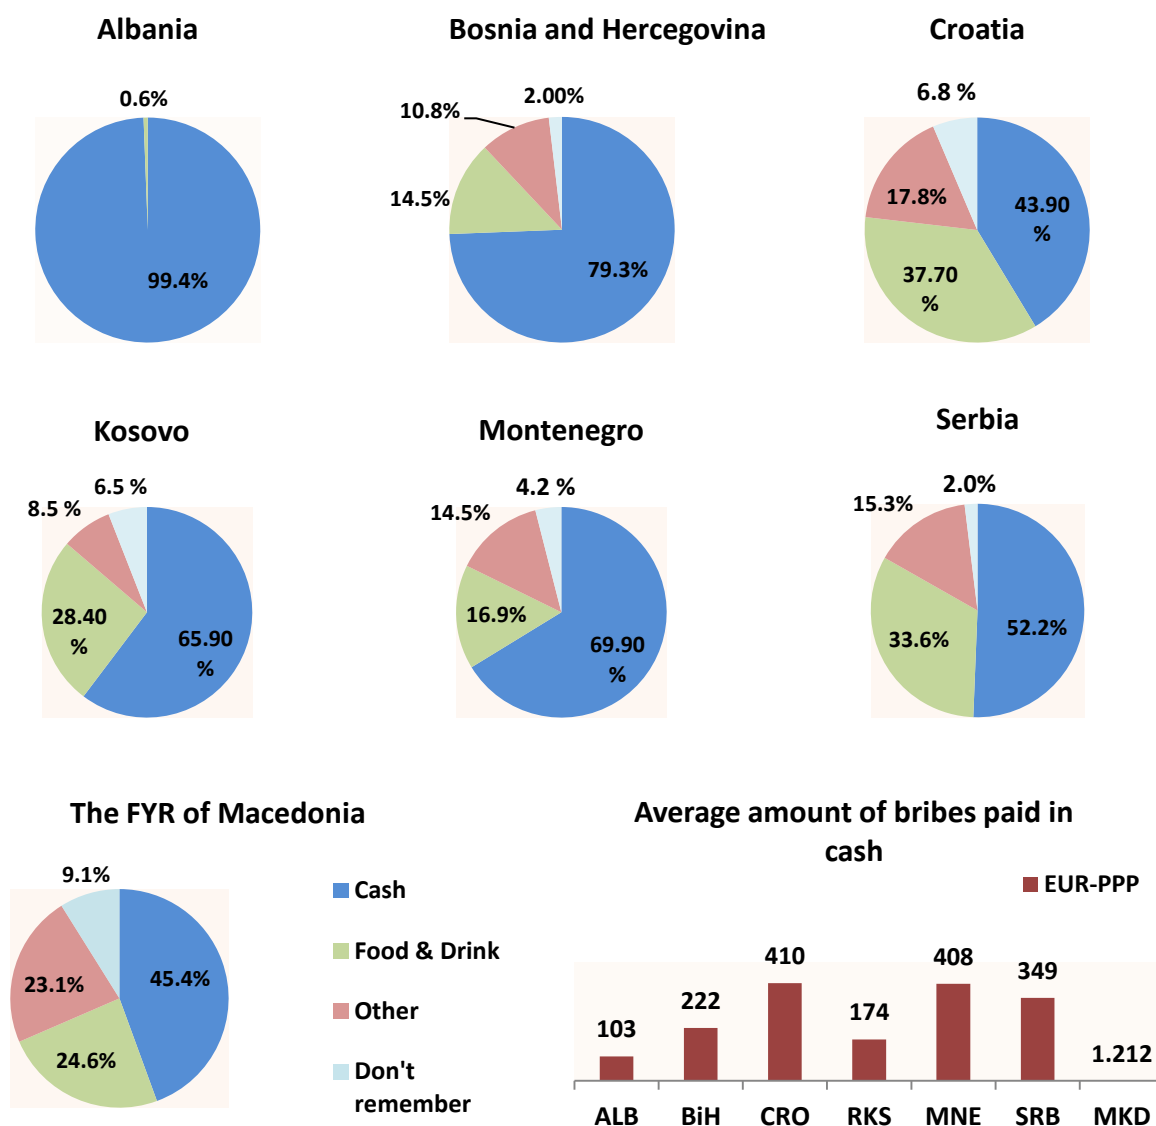 Albania
0.6%
99.4%
Bosnia and Hercegovina
2.00%
10.8%
14.5%
79.3%
Croatia
6.8 %
17.8%
43.90
%
37.70
%
Kosovo
6.5 %
8.5 %
28.40
%
65.90
%
Montenegro
4.2 %
14.5%
16.9%
69.90
%
Serbia
2.0%
15.3%
33.6%
52.2%
The FYR of Macedonia
9.1%
23.1%
45.4%
24.6%
Cash
Food & Drink
Other
Don't
remember
Average amount of bribes paid in
cash
EUR-PPP
103
222
410
174
408
349
1.212
ALB BiH CRO RKS MNE SRB MKD